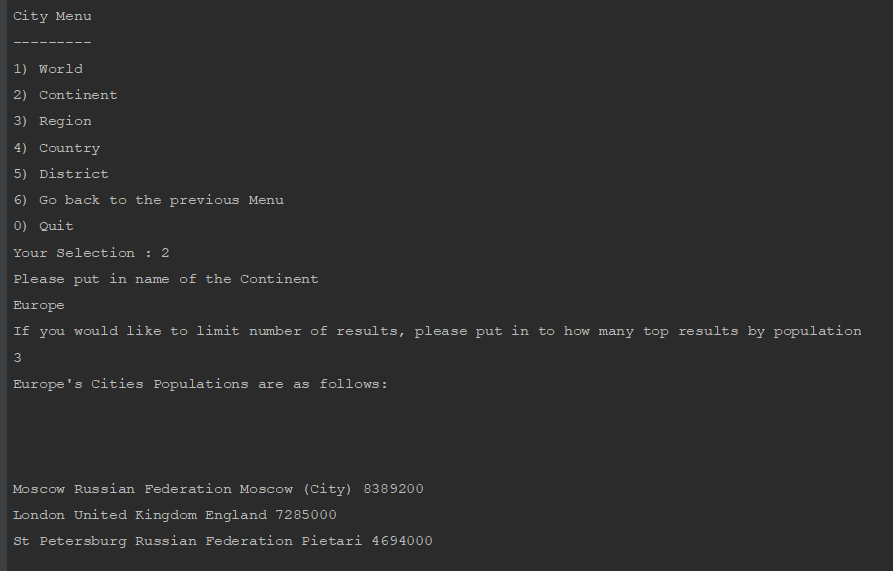 City Menu
---------
1) World
2) Continent
3) Region
4) Country
5) District
6) Go back to the previous Menu
0) Quit
Your Selection : 2
Please put in name of the Continent
Europe
If you would like to limit number of results, please put in to how many top results by population
3
Europe's Cities Populations are as follows:
Moscow Russian Federation Moscow (City) 8389200
London United Kingdom England 7285000
St Petersburg Russian Federation Pietari 4694000